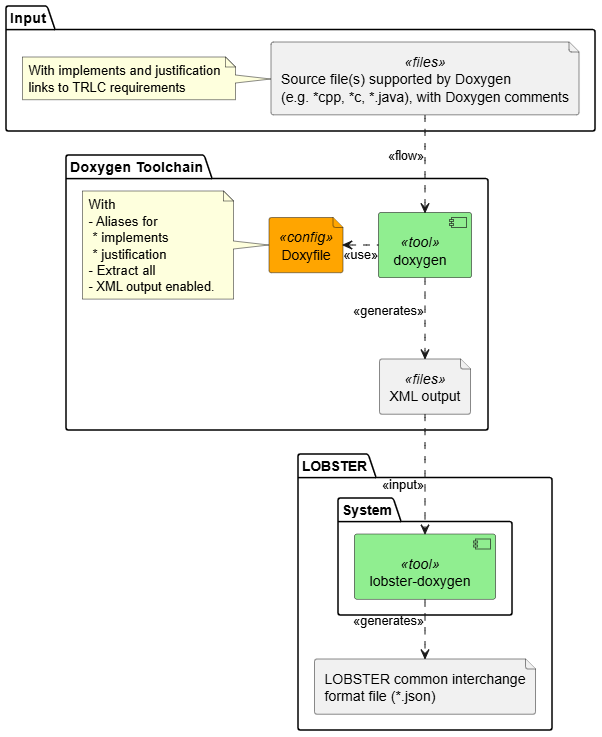 Input
With implements and justification
links to TRLC requirements
«files»
Source file(s) supported by Doxygen
(e.g. *cpp, *c, *.java), with Doxygen comments
«flow»
Doxygen Toolchain
With
- Aliases for
* implements
* justification
- Extract all
- XML output enabled.
«config»
Doxyfile
«use»
«tool»
doxygen
«generates»
«files»
XML output
LOBSTER
«input»
System
«tool»
lobster-doxygen
«generates»
LOBSTER common interchange
format file (*.json)